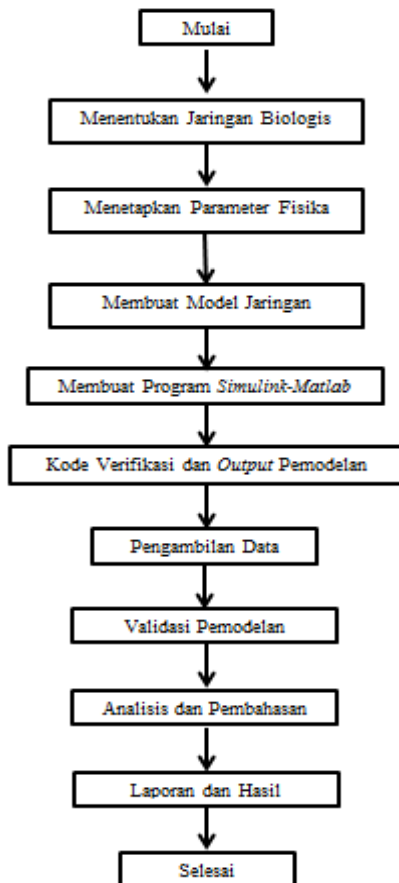 Mulai
Menentukan Jaringan Biologis
Menetapkan Parameter Fisika
Membuat Model Jaringan
Membuat Program Simulink-Matlab
Kode Verifikasi dan Output Pemodelan
Pengambilan Data
Validasi Pemodelan
Analisis dan Pembahasan
Laporan dan Hasil
Selesai